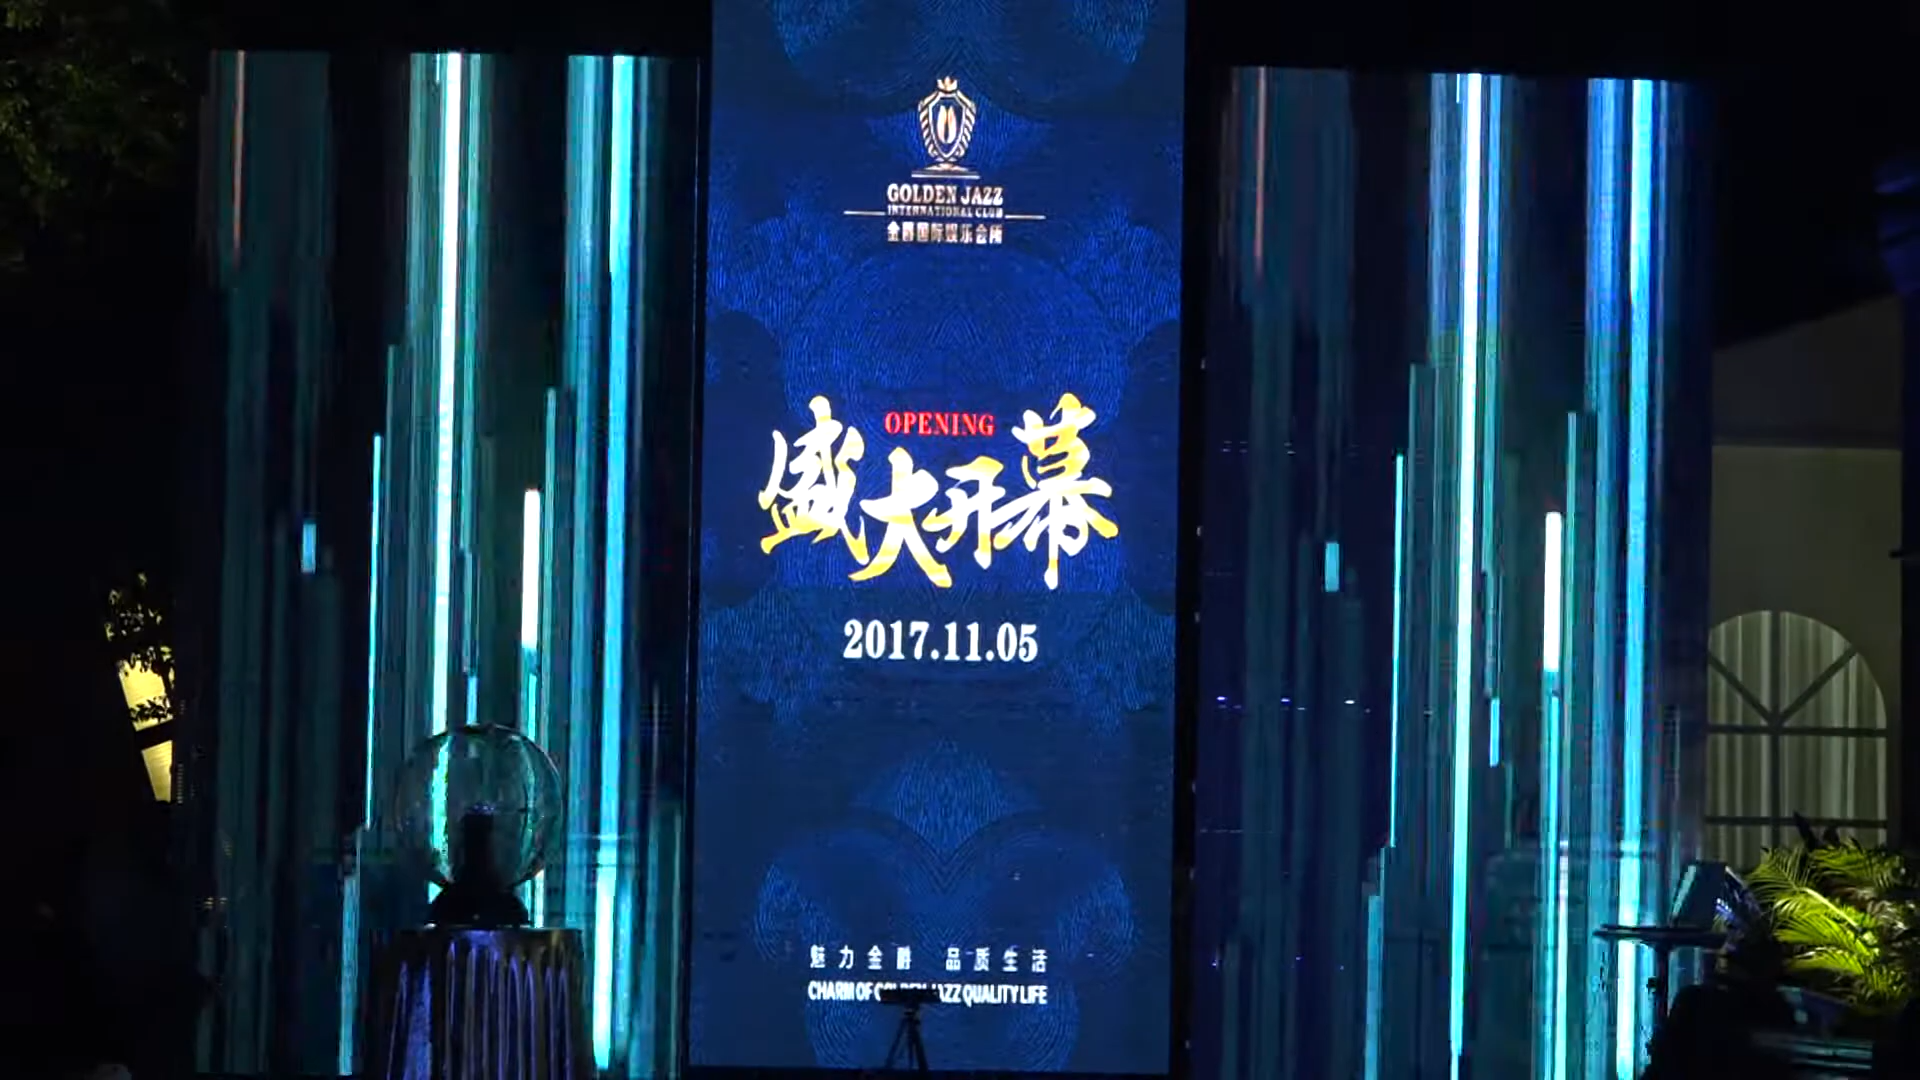 GOLDEN JAZZ
INTERNATIONAL CLUB
金爵国际娱乐会所
OPENING
盛大开幕
2017.11.05
魅力金爵 品质生活
CHARM OF GOLDEN JAZZ QUALITY LIFE